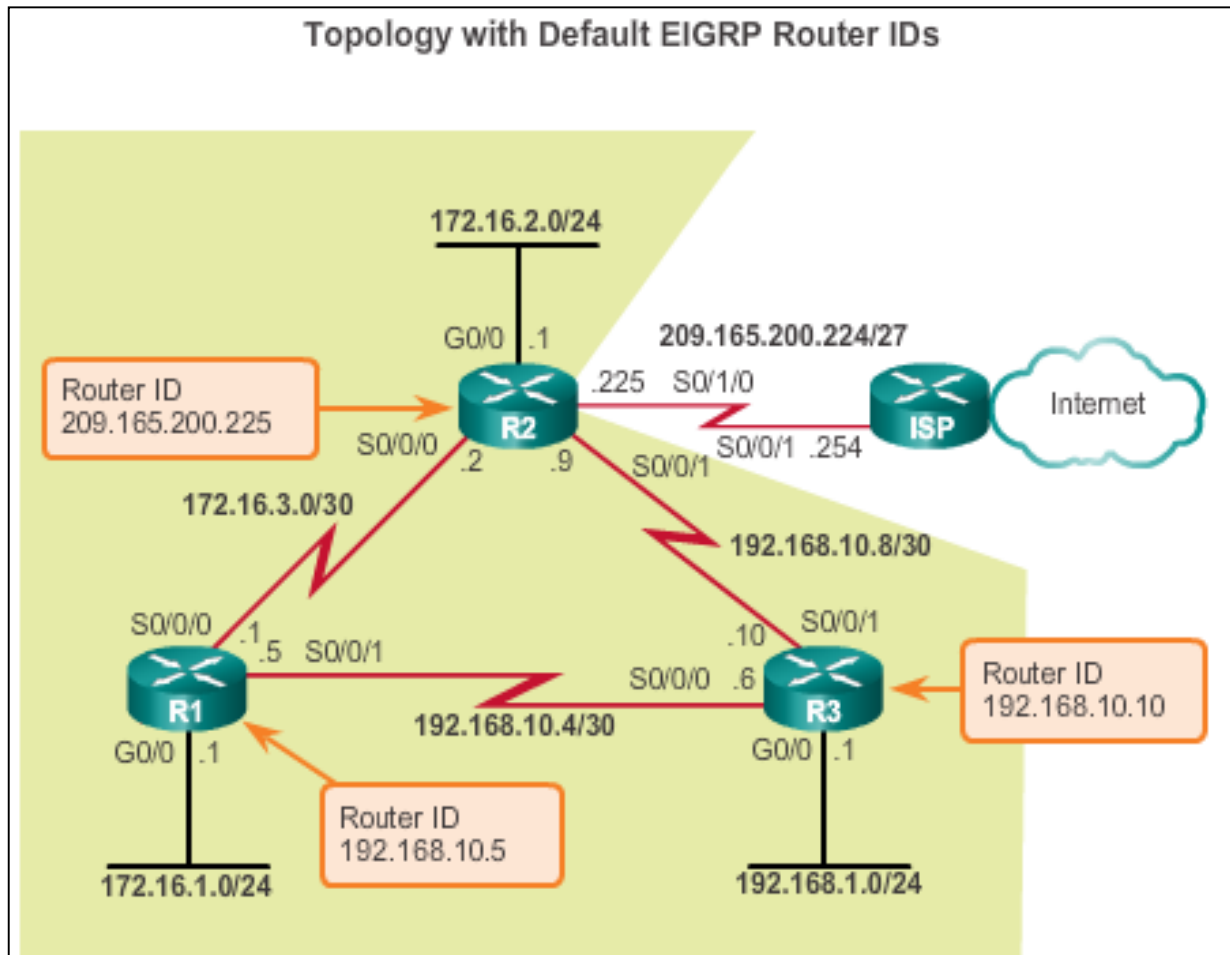 Topology with Default EIGRP Router IDs
172.16.2.0/24
G0/0 .1
209.165.200.224/27
Router ID
209.165.200.225
.225 S0/1/0
Internet
R2
ISP
S0/0/0 .2 .9 S0/0/1
S0/0/1 .254
172.16.3.0/30
192.168.10.8/30
S0/0/0 .1
.10 S0/0/1
.5 S0/0/1
S0/0/0 .6
Router ID
192.168.10.10
R1
R3
192.168.10.4/30
G0/0 .1
G0/0 .1
Router ID
192.168.10.5
172.16.1.0/24
192.168.1.0/24